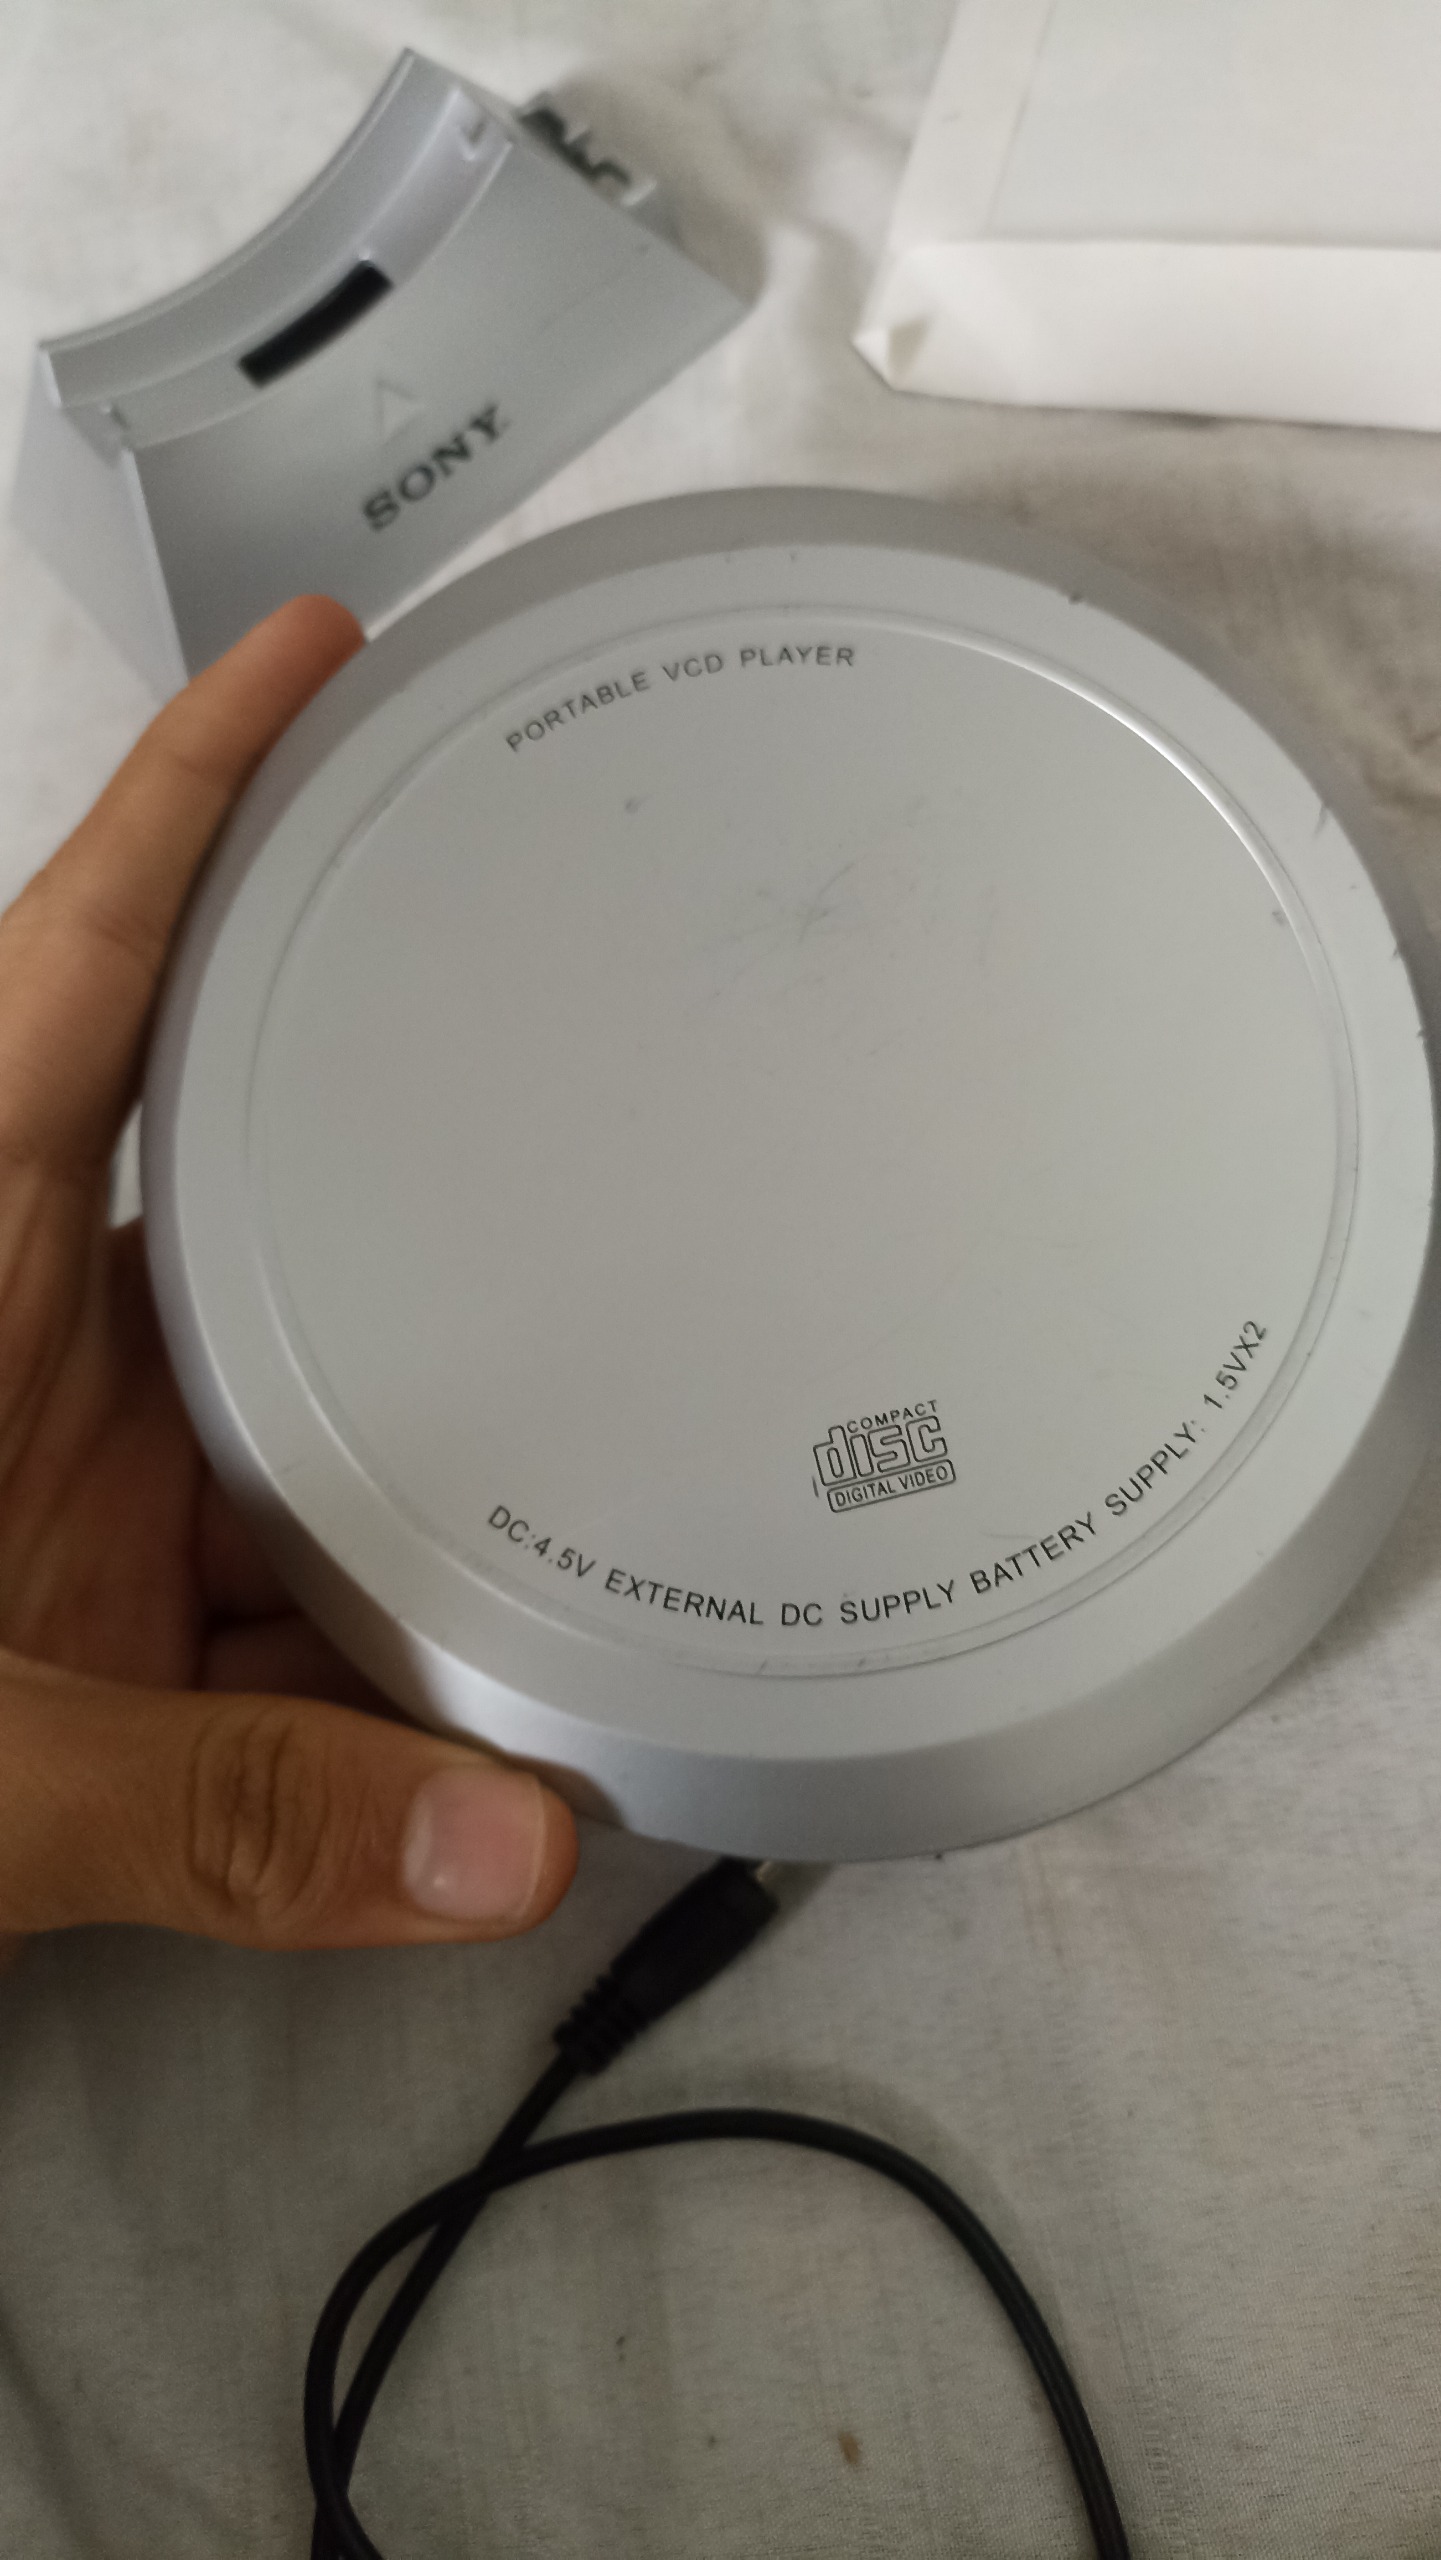 SONY
PORTABLE VCD PLAYER
COMPACT
disc
DIGITAL VIDEO
DC:4.5V EXTERNAL DC SUPPLY BATTERY SUPPLY: 1.5VX2